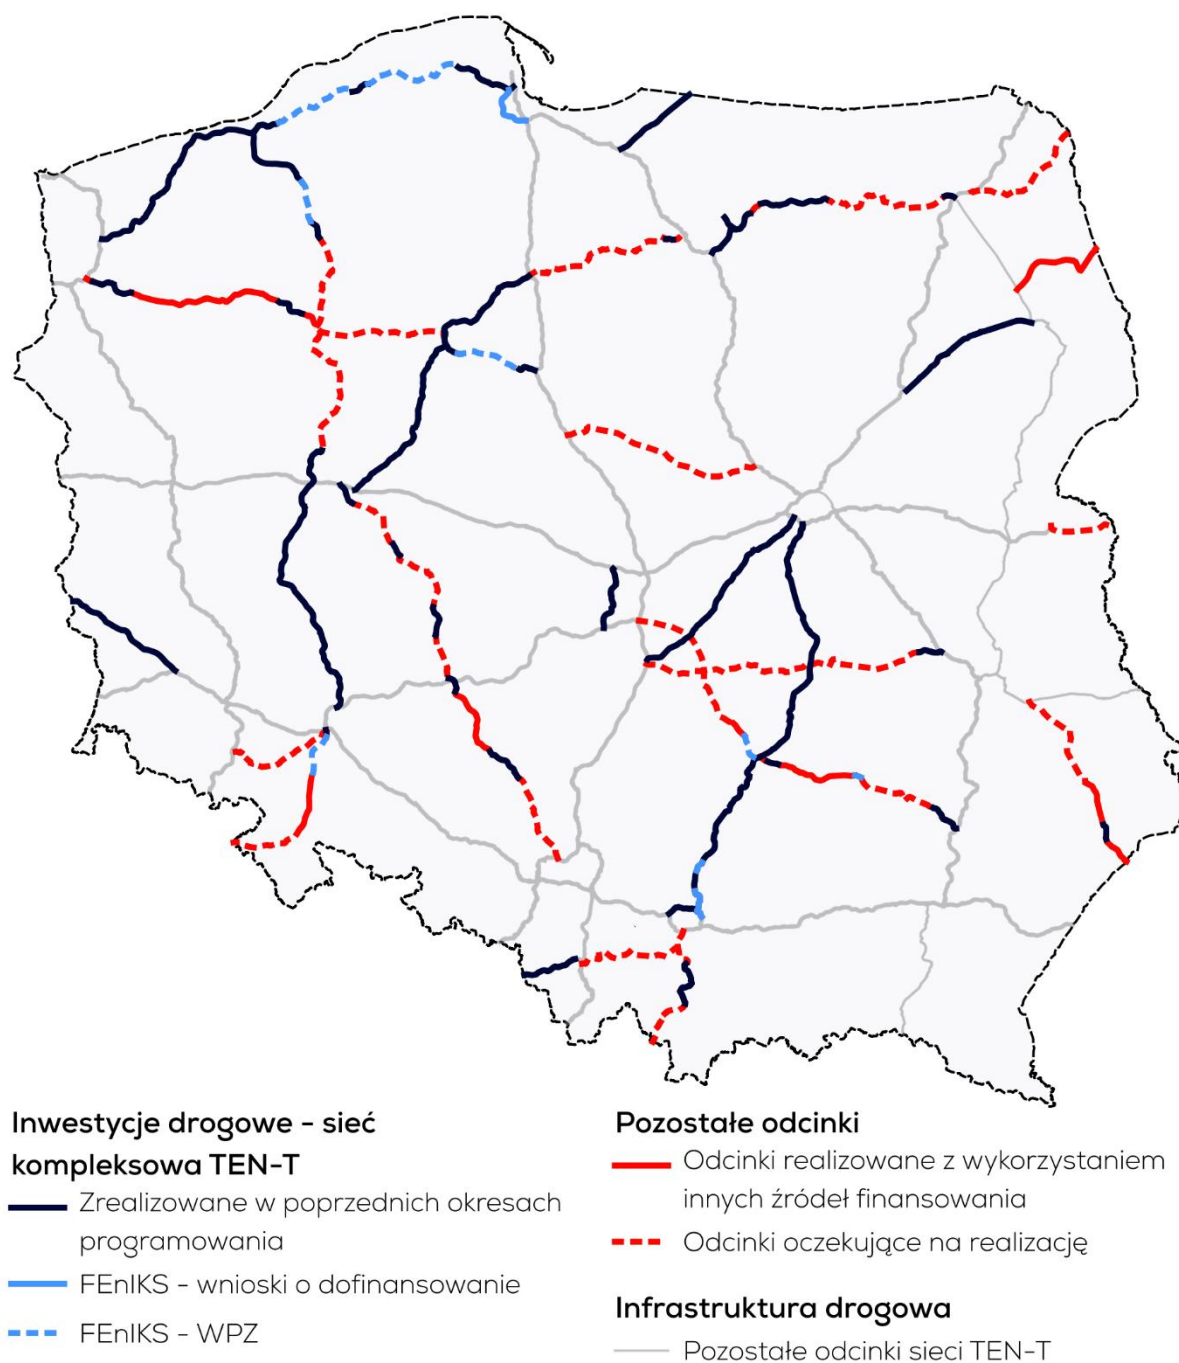 Inwestycje drogowe - sieć
kompleksowa TEN-T
Zrealizowane w poprzednich okresach
programowania
FEnIKS - wnioski o dofinansowanie
FEnIKS - WPZ
Pozostałe odcinki
Odcinki realizowane z wykorzystaniem
innych źródeł finansowania
Odcinki oczekujące na realizację
Infrastruktura drogowa
Pozostałe odcinki sieci TEN-T